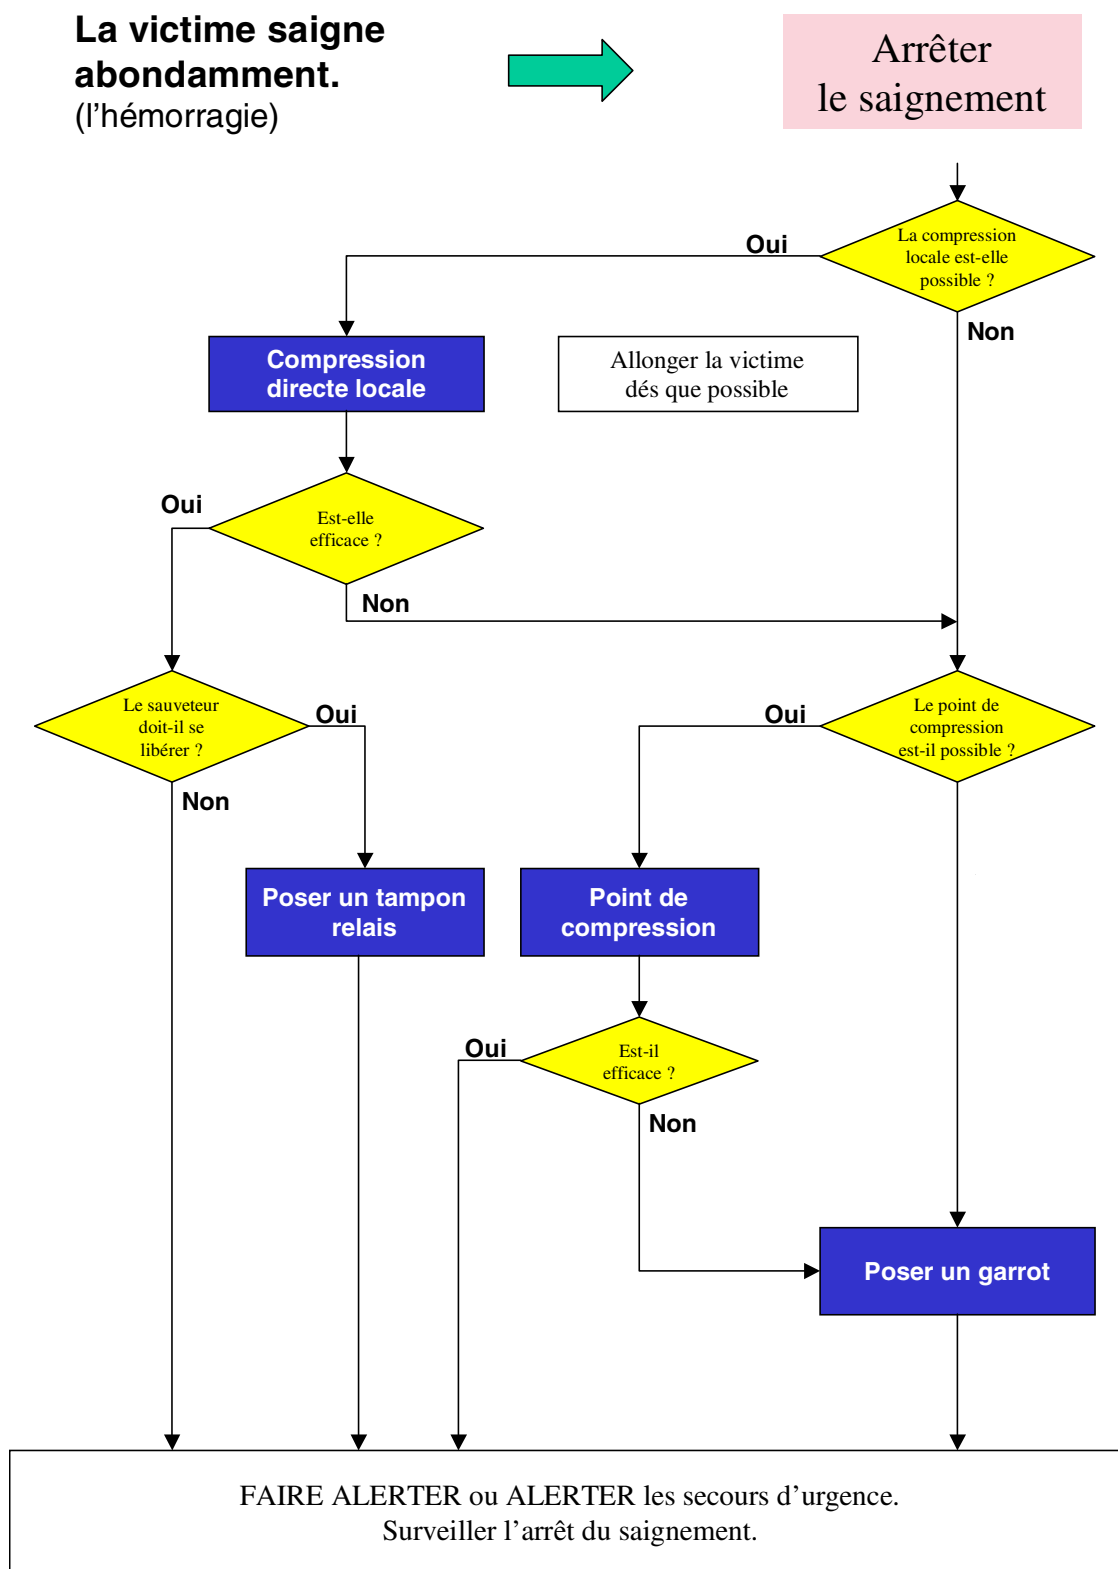 La victime saigne
abondamment.
(l'hémorragie)
Arrêter
le saignement
La compression
locale est-elle
possible ?
Oui
Non
Compression
directe locale
Allonger la victime
dés que possible
Est-elle
efficace ?
Oui
Non
Le sauveteur
doit-il se
libérer ?
Oui
Non
Le point de
compression
est-il possible ?
Oui
Poser un tampon
relais
Point de
compression
Est-il
efficace ?
Oui
Non
Poser un garrot
FAIRE ALERTER ou ALERTER les secours d’urgence.
Surveiller l’arrêt du saignement.